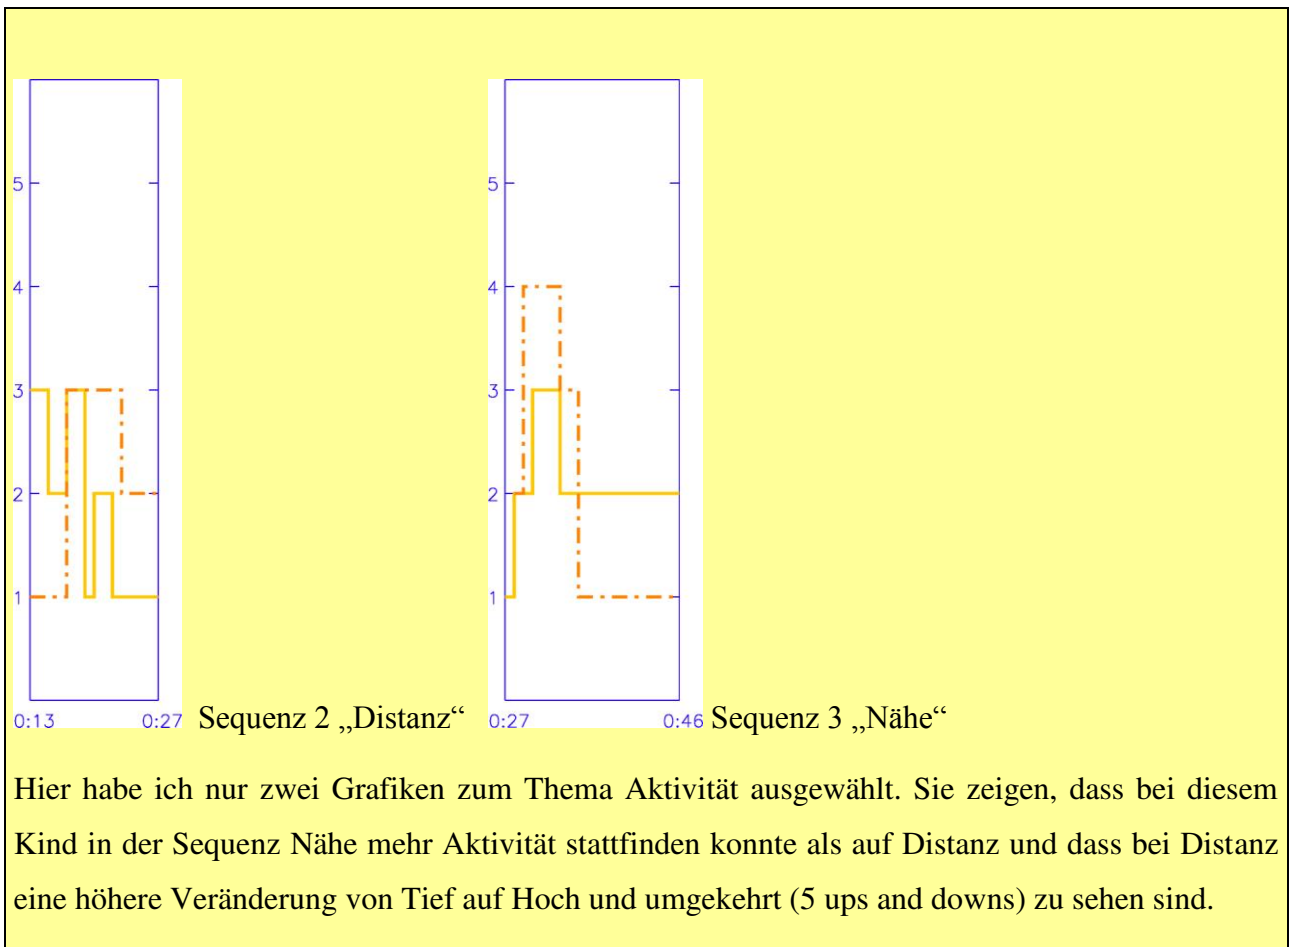 5
4
3
2
1
0:13 0:27
Sequenz 2 „Distanz“
5
4
3
2
1
0:27 0:46
Sequenz 3 „Nähe“
Hier habe ich nur zwei Grafiken zum Thema Aktivität ausgewählt. Sie zeigen, dass bei diesem
Kind in der Sequenz Nähe mehr Aktivität stattfinden konnte als auf Distanz und dass bei Distanz
eine höhere Veränderung von Tief auf Hoch und umgekehrt (5 ups and downs) zu sehen sind.